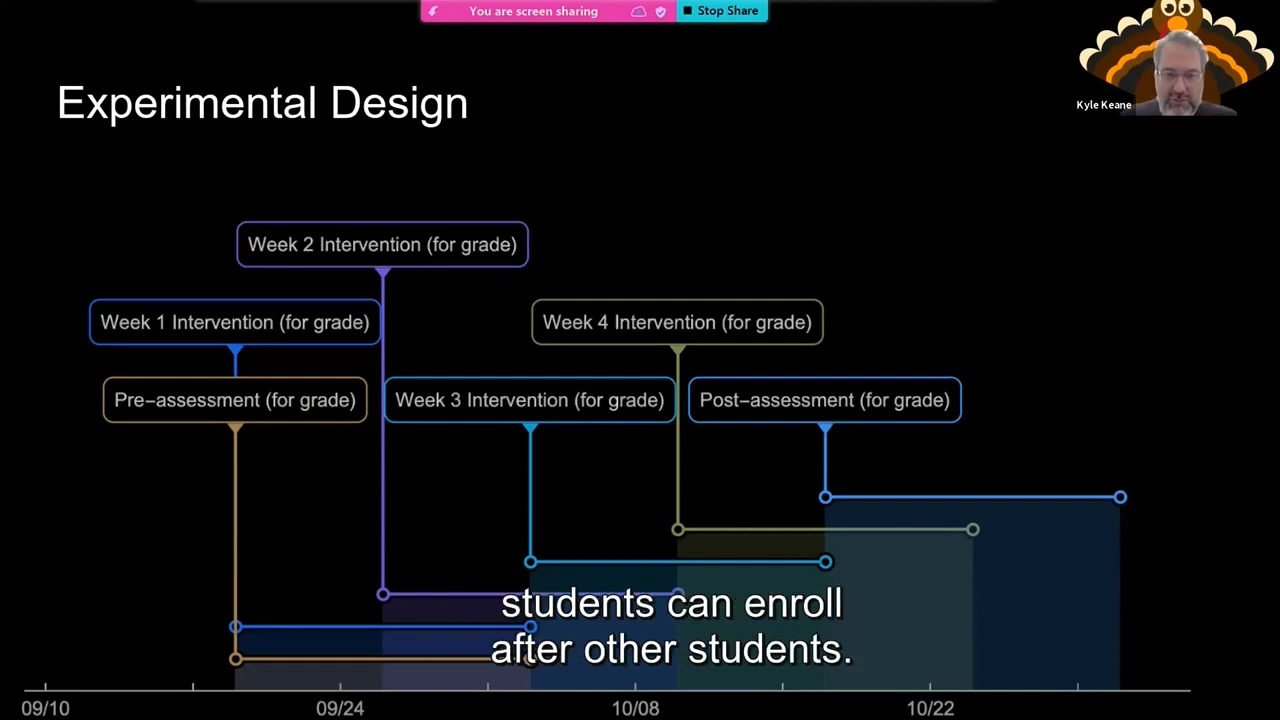 You are screen sharing
Stop Share
Kyle Keane
Experimental Design
Week 2 Intervention (for grade)
Week 1 Intervention (for grade)
Week 4 Intervention (for grade)
Pre–assessment (for grade)
Week 3 Intervention (for grade)
Post–assessment (for grade)
students can enroll
after other students.
09/10
09/24
10/08
10/22